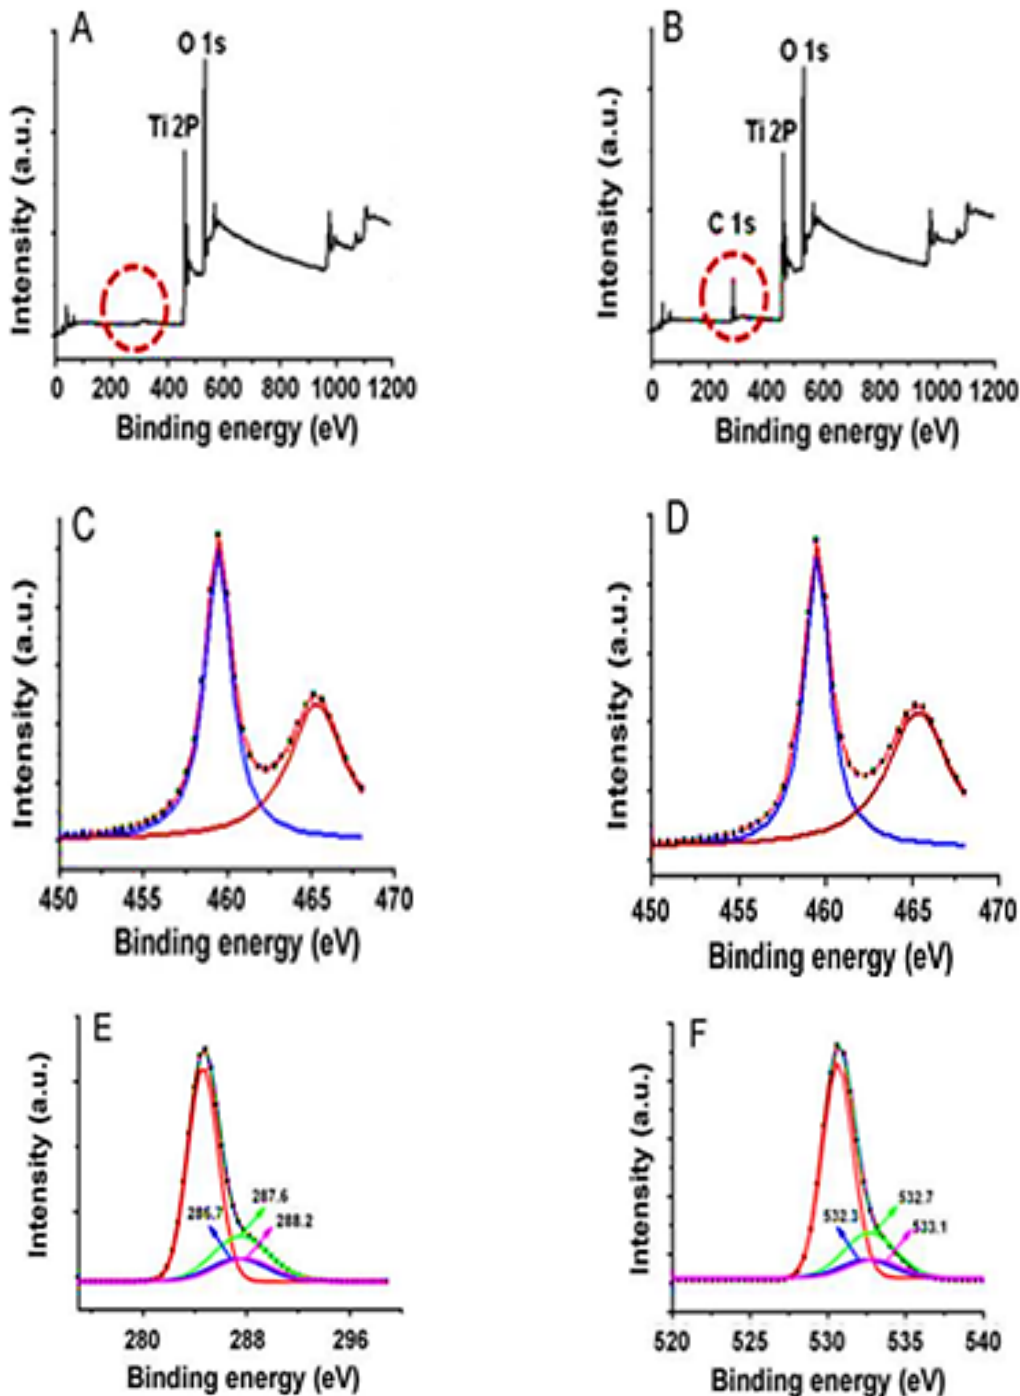 A
O 1s
Ti 2P
Intensity (a.u.)
0 200 400 600 800 1000 1200
Binding energy (eV)
B
O 1s
Ti 2P
C 1s
Intensity (a.u.)
0 200 400 600 800 1000 1200
Binding energy (eV)
C
Intensity (a.u.)
450 455 460 465 470
Binding energy (eV)
D
Intensity (a.u.)
450 455 460 465 470
Binding energy (eV)
E
Intensity (a.u.)
287.6
286.7
288.2
280 288 296
Binding energy (eV)
F
Intensity (a.u.)
532.7
532.3
533.1
520 525 530 535 540
Binding energy (eV)